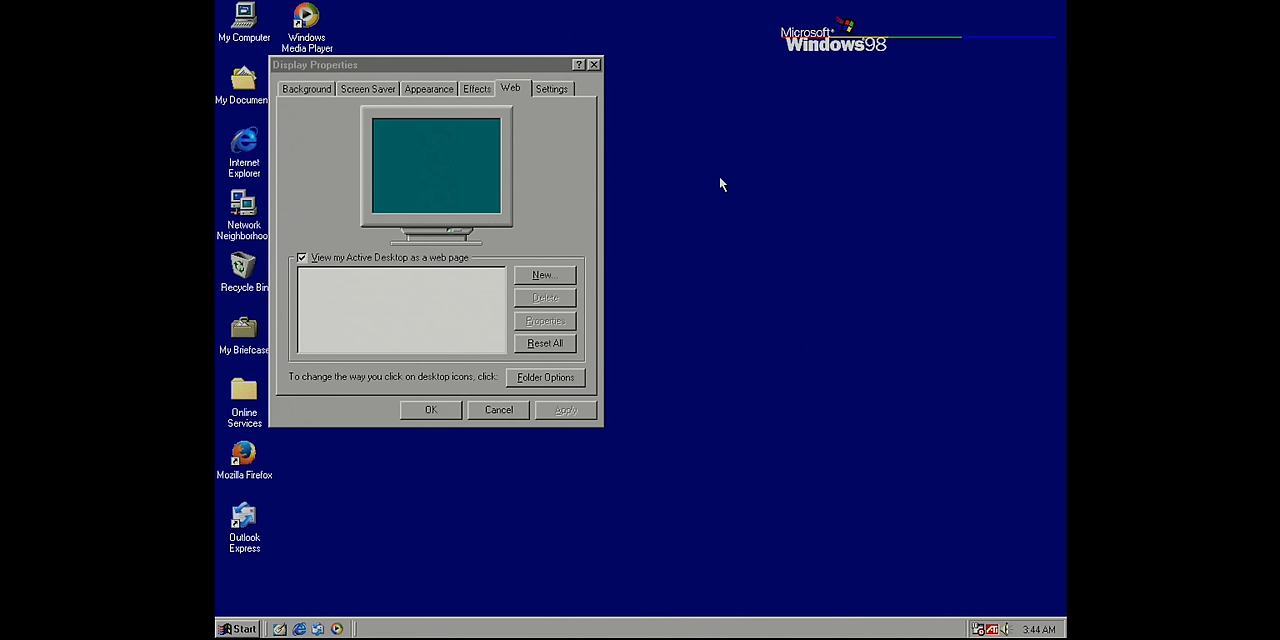 My Computer
Windows
Media Player
Microsoft
Windows98
Display Properties
Background
Screen Saver
Appearance
Effects
Web
Settings
My Documen
Internet
Explorer
Network
Neighborhoo
View my Active Desktop as a web page
New...
Recycle Bin
Delete
Properties
Reset All
My Briefcase
To change the way you click on desktop icons, click:
Folder Options
OK
Cancel
Apply
Online
Services
Mozilla Firefox
Outlook
Express
Start
3:44 AM